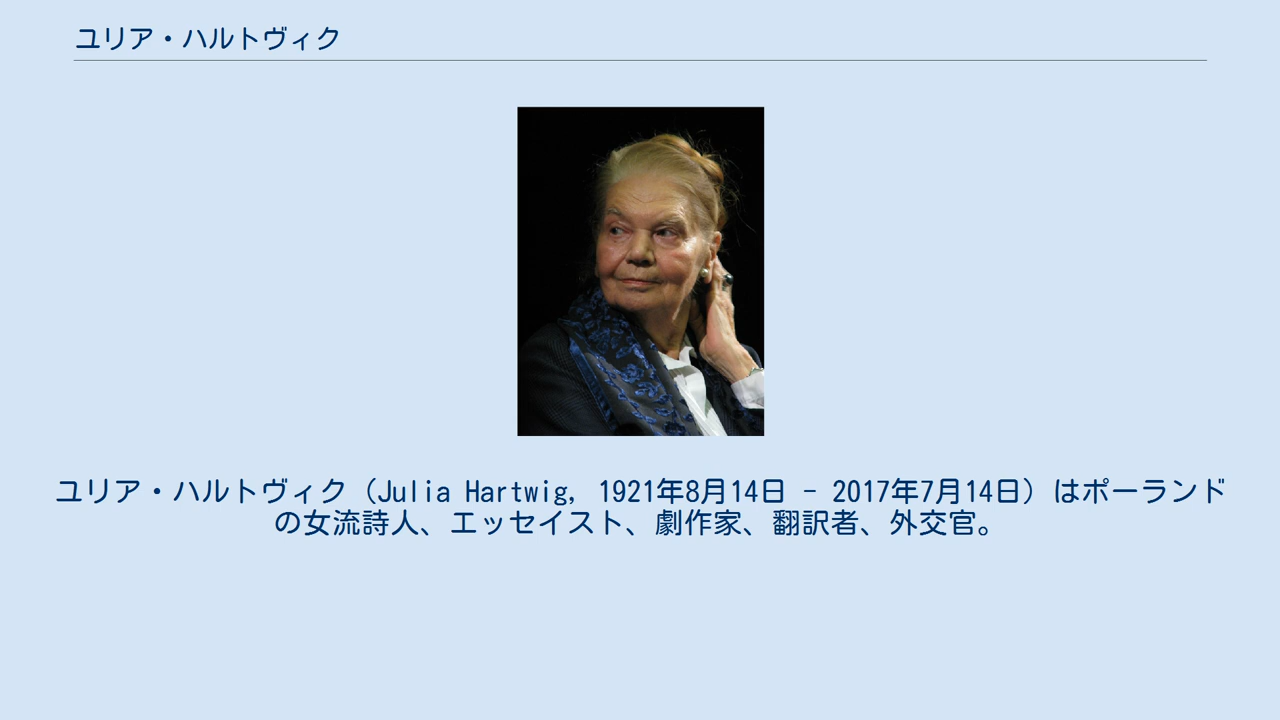 ユリア・ハルトヴィク
ユリア・ハルトヴィク（Julia Hartwig, 1921年8月14日 - 2017年7月14日）はポーランド
の女流詩人、エッセイスト、劇作家、翻訳者、外交官。